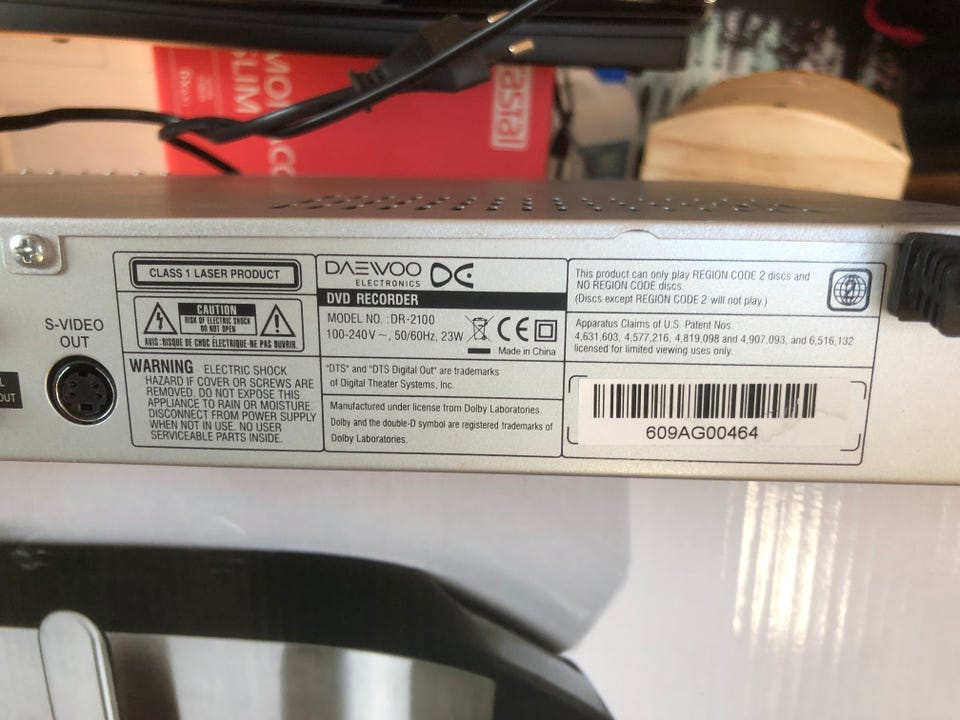 MONACO
SLIM
astal
S-VIDEO
OUT
CLASS 1 LASER PRODUCT
CAUTION
RISK OF ELECTRIC SHOCK
DO NOT OPEN
AVIS : RISQUE DE CHOC ÉLECTRIQUE-NE PAS OUVRIR.
WARNING ELECTRIC SHOCK
HAZARD IF COVER OR SCREWS ARE
REMOVED. DO NOT EXPOSE THIS
APPLIANCE TO RAIN OR MOISTURE.
DISCONNECT FROM POWER SUPPLY
WHEN NOT IN USE. NO USER
SERVICEABLE PARTS INSIDE.
DAEWOO
ELECTRONICS
DVD RECORDER
MODEL NO. : DR-2100
100-240V ~, 50/60Hz, 23W
CE
Made in China
"DTS" and "DTS Digital Out" are trademarks
of Digital Theater Systems, Inc.
Manufactured under license from Dolby Laboratories.
Dolby and the double-D symbol are registered trademarks of
Dolby Laboratories.
This product can only play REGION CODE 2 discs and
NO REGION CODE discs.
(Discs except REGION CODE 2 will not play.)
2
Apparatus Claims of U.S. Patent Nos.
4,631,603, 4,577,216, 4,819,098 and 4,907,093, and 6,516,132
licensed for limited viewing uses only.
609AG00464